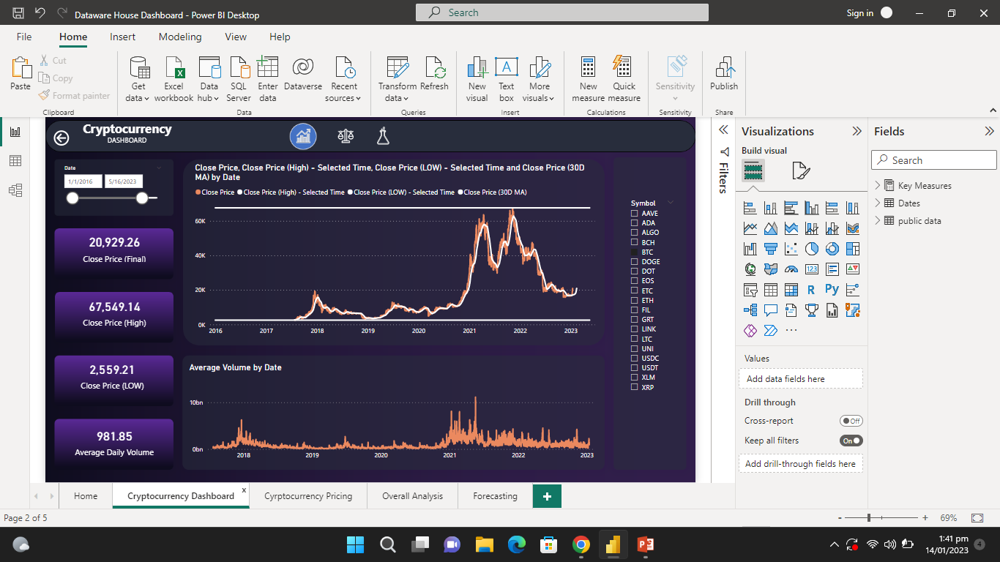 Dataware House Dashboard - Power BI Desktop
Search
Sign in
File
Home
Insert
Modeling
View
Help
Paste
Cut
Copy
Format painter
Clipboard
Get data
Excel workbook
Data hub
SQL Server
Enter data
Dataverse
Recent sources
Data
Transform data
Refresh
Queries
New visual
Text box
More visuals
Insert
New measure
Quick measure
Calculations
Sensitivity
Sensitivity
Publish
Share
Cryptocurrency
DASHBOARD
Date
1/1/2016
5/16/2023
20,929.26
Close Price (Final)
67,549.14
Close Price (High)
2,559.21
Close Price (LOW)
981.85
Average Daily Volume
Close Price, Close Price (High) - Selected Time, Close Price (LOW) - Selected Time and Close Price (30D
MA) by Date
Close Price
Close Price (High) - Selected Time
Close Price (LOW) - Selected Time
Close Price (30D MA)
60K
40K
20K
0K
2016 2017 2018 2019 2020 2021 2022 2023
Average Volume by Date
10bn
0bn
2018 2019 2020 2021 2022 2023
Symbol
AAVE
ADA
ALGO
BCH
BTC
DOGE
DOT
EOS
ETC
ETH
FIL
GRT
LINK
LTC
UNI
USDC
USDT
XLM
XRP
Filters
Visualizations
Build visual
123
R
Py
Values
Add data fields here
Drill through
Cross-report
Off
Keep all filters
On
Add drill-through fields here
Fields
Search
Key Measures
Dates
public data
Home
Cryptocurrency Dashboard
x
Cyrptocurrency Pricing
Overall Analysis
Forecasting
+
Page 2 of 5
- + 69%
1:41 pm
14/01/2023
4